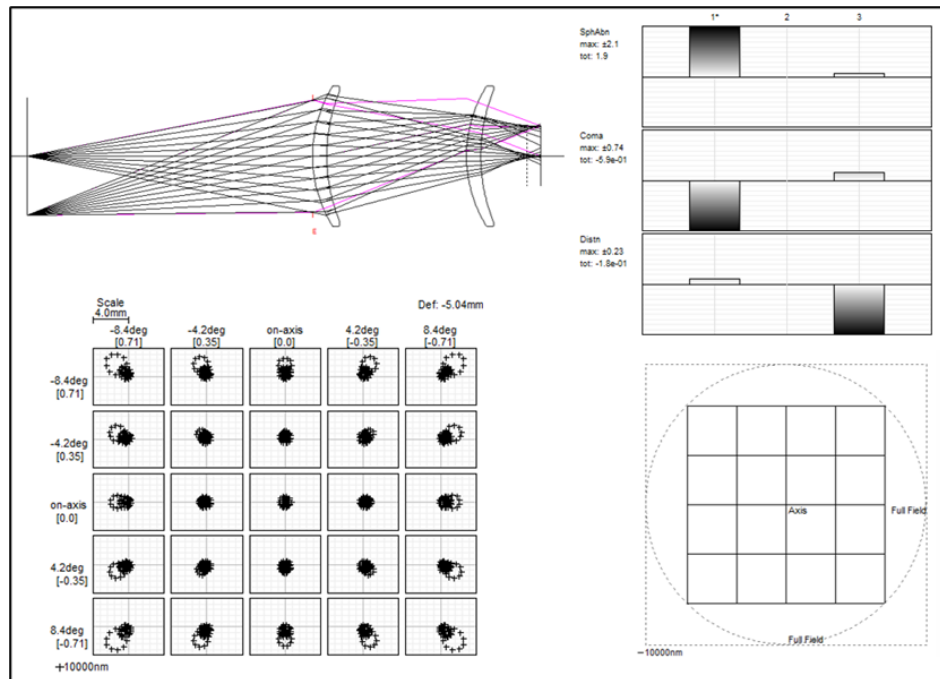 1* 2 3
SphAbn
max: ±2.1
tot: 1.9
Coma
max: ±0.74
tot: -5.9e-01
Distn
max: ±0.23
tot: -1.8e-01
E
Scale
4.0mm
Def: -5.04mm
-8.4deg -4.2deg on-axis 4.2deg 8.4deg
[0.71] [0.35] [0.0] [-0.35] [-0.71]
-8.4deg
[0.71]
-4.2deg
[0.35]
on-axis
[0.0]
4.2deg
[-0.35]
8.4deg
[-0.71]
+10000nm
Axis
Full Field
Full Field
−10000nm